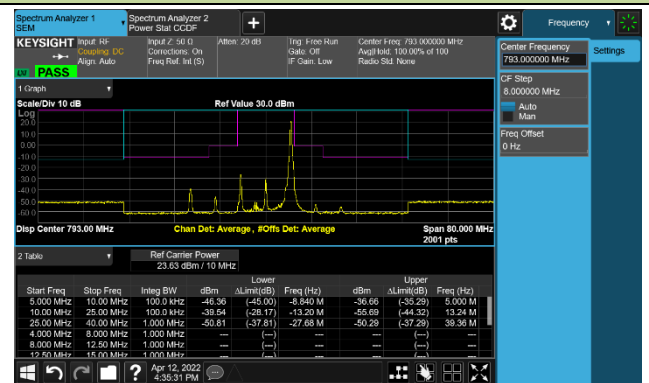 Spectrum Analyzer 1
SEM
Spectrum Analyzer 2
Power Stat CCDF
Frequency
KEYSIGHT
Input: RF
Coupling: DC
Align: Auto
Input Z: 50 Ω
Corrections: On
Freq Ref: Int (S)
Atten: 20 dB
Trig: Free Run
Gate: Off
IF Gain: Low
Center Freq: 793.000000 MHz
Avg|Hold: 100.00% of 100
Radio Std: None
PASS
Center Frequency
793.000000 MHz
Settings
CF Step
8.000000 MHz
Auto
Man
Freq Offset
0 Hz
1 Graph
Scale/Div 10 dB
Ref Value 30.0 dBm
Log
20.0
10.0
0.00
-10.0
-20.0
-30.0
-40.0
-50.0
-60.0
Disp Center 793.00 MHz
Chan Det: Average , #Offs Det: Average
Span 80.000 MHz
2001 pts
2 Table
Ref Carrier Power
23.63 dBm / 10 MHz
Lower Upper
Start Freq Stop Freq Integ BW dBm ΔLimit(dB) Freq (Hz) dBm ΔLimit(dB) Freq (Hz)
5.000 MHz 10.00 MHz 100.0 kHz -46.36 (-45.00) -8.840 M -36.66 (-35.29) 5.000 M
10.00 MHz 25.00 MHz 100.0 kHz -39.54 (-28.17) -13.20 M -55.69 (-44.32) 13.24 M
25.00 MHz 40.00 MHz 1.000 MHz -50.81 (-37.81) -27.68 M -50.29 (-37.29) 39.36 M
4.000 MHz 8.000 MHz 1.000 MHz --- (---) --- --- (---) ---
8.000 MHz 12.50 MHz 1.000 MHz --- (---) --- --- (---) ---
12.50 MHz 15.00 MHz 1.000 MHz --- (---) --- --- (---) ---
Apr 12, 2022
4:35:31 PM